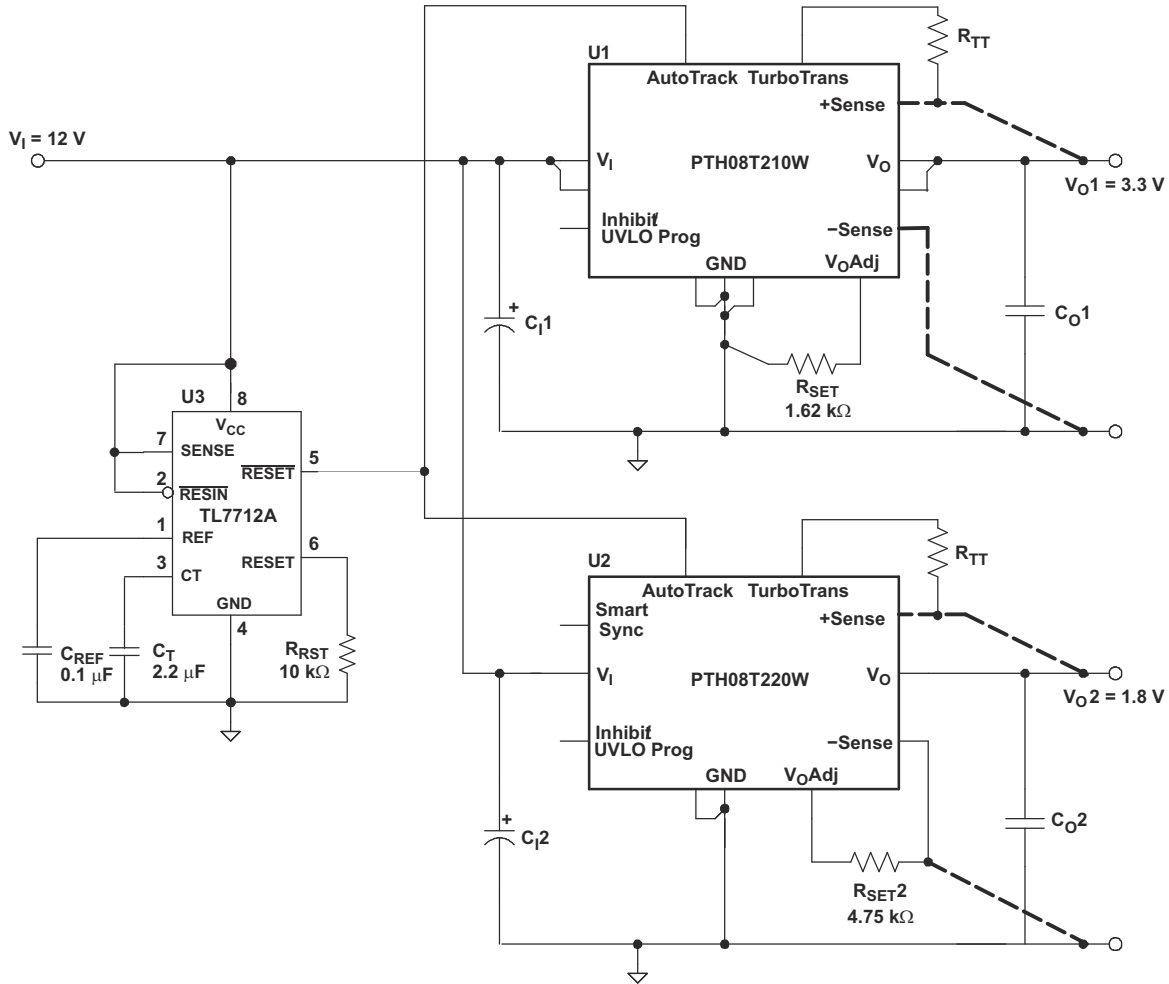 V_I = 12 V
U1
AutoTrack TurboTrans
R_TT
+Sense
V_I
PTH08T210W
V_O
V_O1 = 3.3 V
Inhibit/
UVLO Prog
−Sense
GND
V_OAdj
+
C_I1
R_SET
1.62 kΩ
C_O1
U3
8
V_CC
7
SENSE
5
RESET
2
RESIN
TL7712A
1
REF
6
RESET
3
CT
GND
4
C_REF
0.1 μF
C_T
2.2 μF
R_RST
10 kΩ
U2
AutoTrack TurboTrans
R_TT
Smart
Sync
+Sense
V_I
PTH08T220W
V_O
V_O2 = 1.8 V
Inhibit/
UVLO Prog
−Sense
GND
V_OAdj
+
C_I2
R_SET2
4.75 kΩ
C_O2